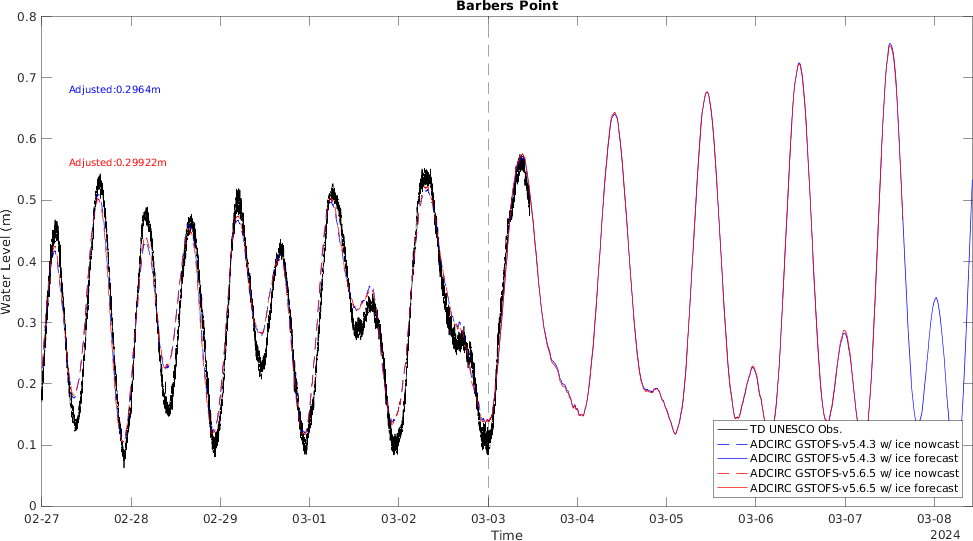 Barbers Point
0.8
0.7
0.6
0.5
0.4
0.3
0.2
0.1
0
Water Level (m)
Adjusted:0.2964m
Adjusted:0.29922m
TD UNESCO Obs.
ADCIRC GSTOFS-v5.4.3 w/ ice nowcast
ADCIRC GSTOFS-v5.4.3 w/ ice forecast
ADCIRC GSTOFS-v5.6.5 w/ ice nowcast
ADCIRC GSTOFS-v5.6.5 w/ ice forecast
02-27 02-28 02-29 03-01 03-02 03-03 03-04 03-05 03-06 03-07 03-08
Time
2024